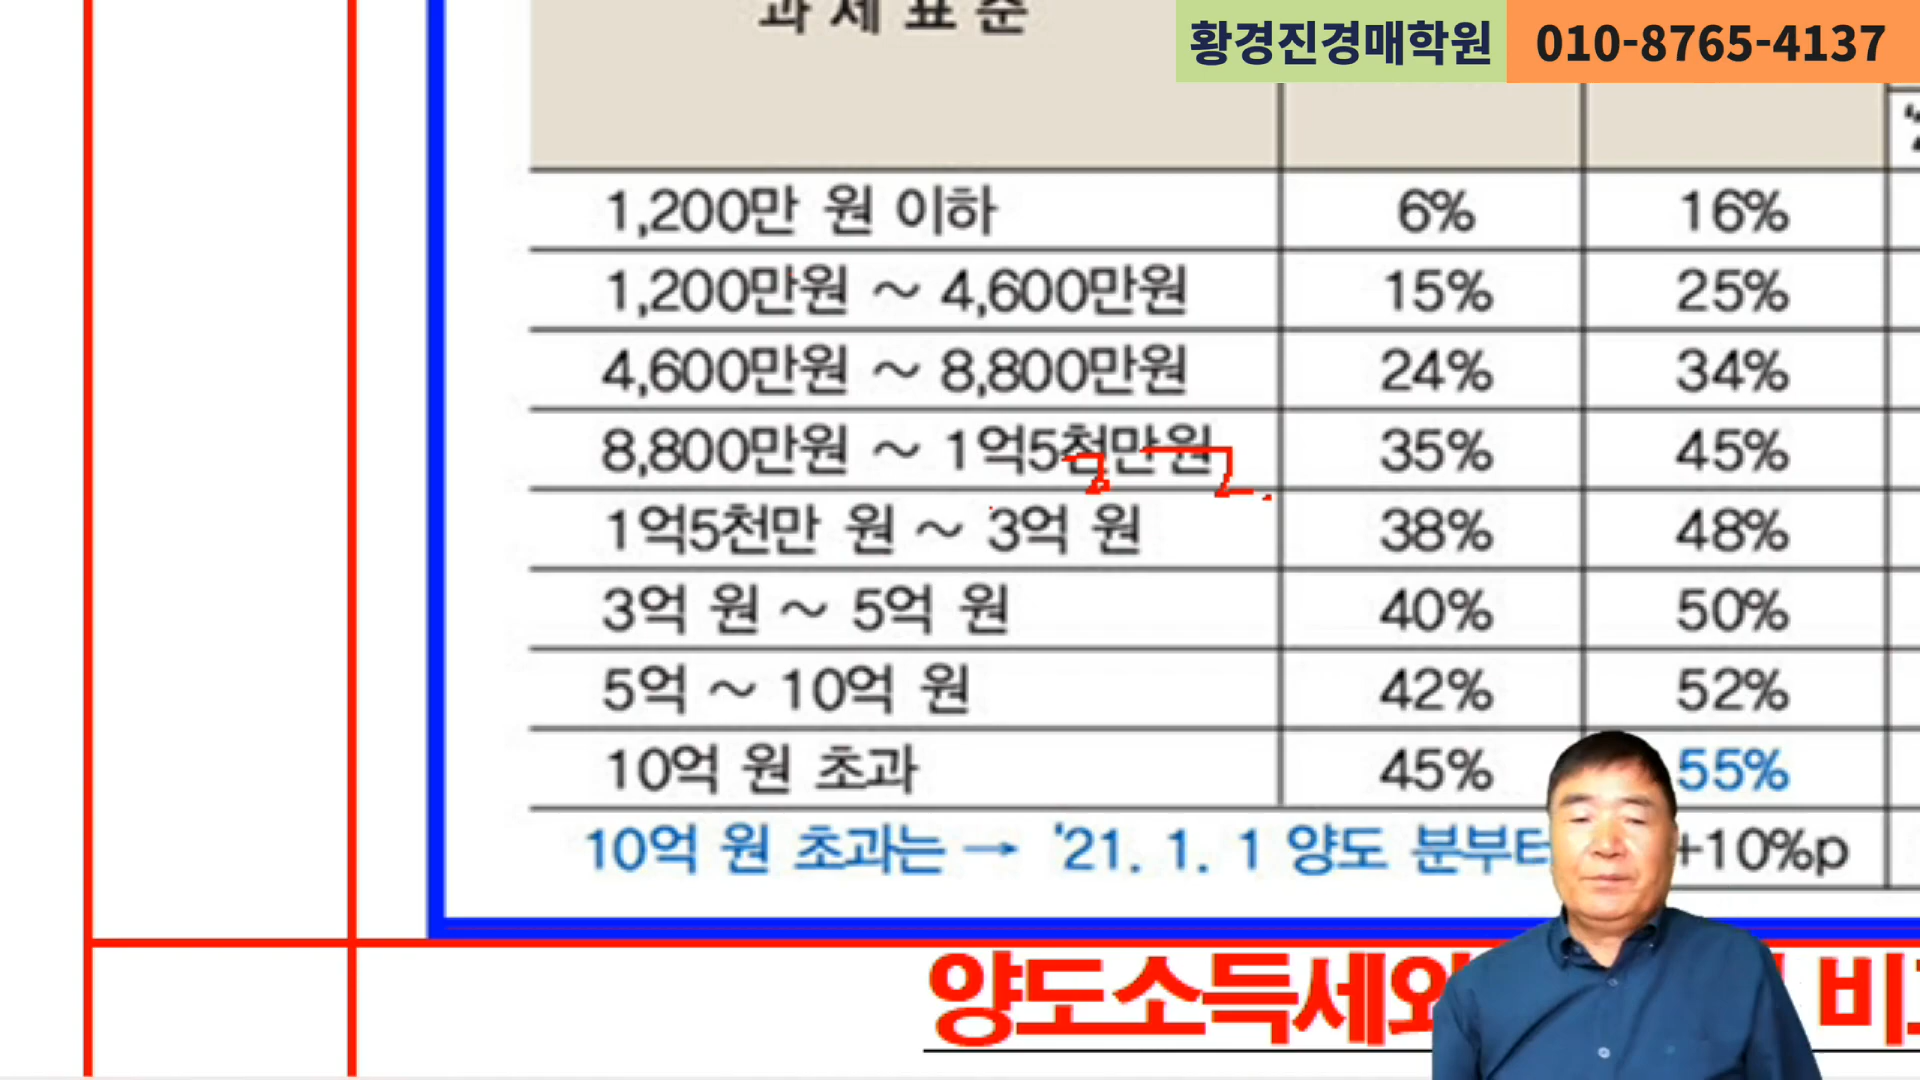 과 세 표 준
황경진경매학원 010-8765-4137
1,200만 원 이하 6% 16%
1,200만원 ~ 4,600만원 15% 25%
4,600만원 ~ 8,800만원 24% 34%
8,800만원 ~ 1억5천만원 35% 45%
1억5천만 원 ~ 3억 원 38% 48%
3억 원 ~ 5억 원 40% 50%
5억 ~ 10억 원 42% 52%
10억 원 초과 45% 55%
10억 원 초과는 → '21. 1. 1 양도 분부터 +10%p
양도소득세와